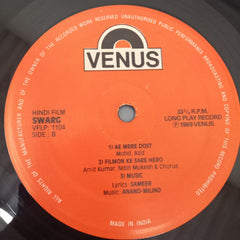 VENUS
HINDI FILM
SWARG
VFLP: 1104
SIDE : B
33⅓ R.P.M.
LONG PLAY RECORD
℗ 1989 VENUS
1) AE MERE DOST
Mohd. Aziz
2) FILMON KE SARE HERO
Amit Kumar, Nitin Mukesh & Chorus
3) MUSIC
Lyrics: SAMEER
Music: ANAND-MILIND
MADE IN INDIA